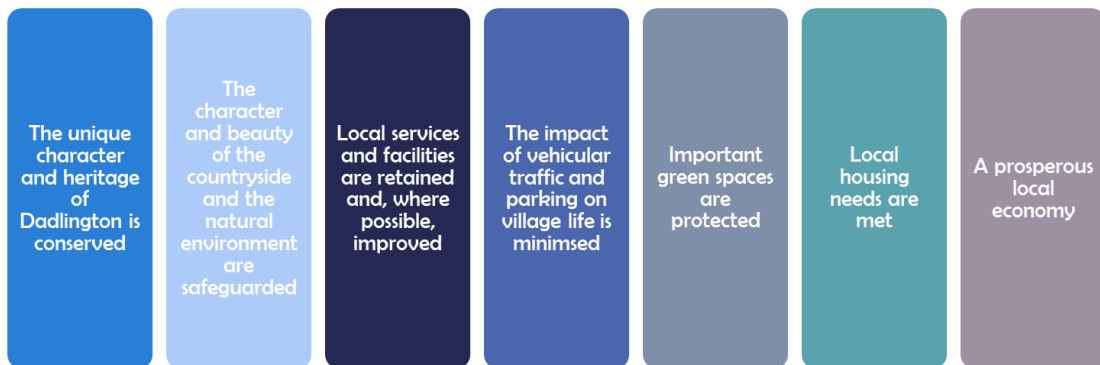 The unique
character
and heritage
of
Dadlington is
conserved
The
character
and beauty
of the
countryside
and the
natural
environment
are
safeguarded
Local services
and facilities
are retained
and, where
possible,
improved
The impact
of vehicular
traffic and
parking on
village life is
minimsed
Important
green spaces
are
protected
Local
housing
needs are
met
A prosperous
local
economy